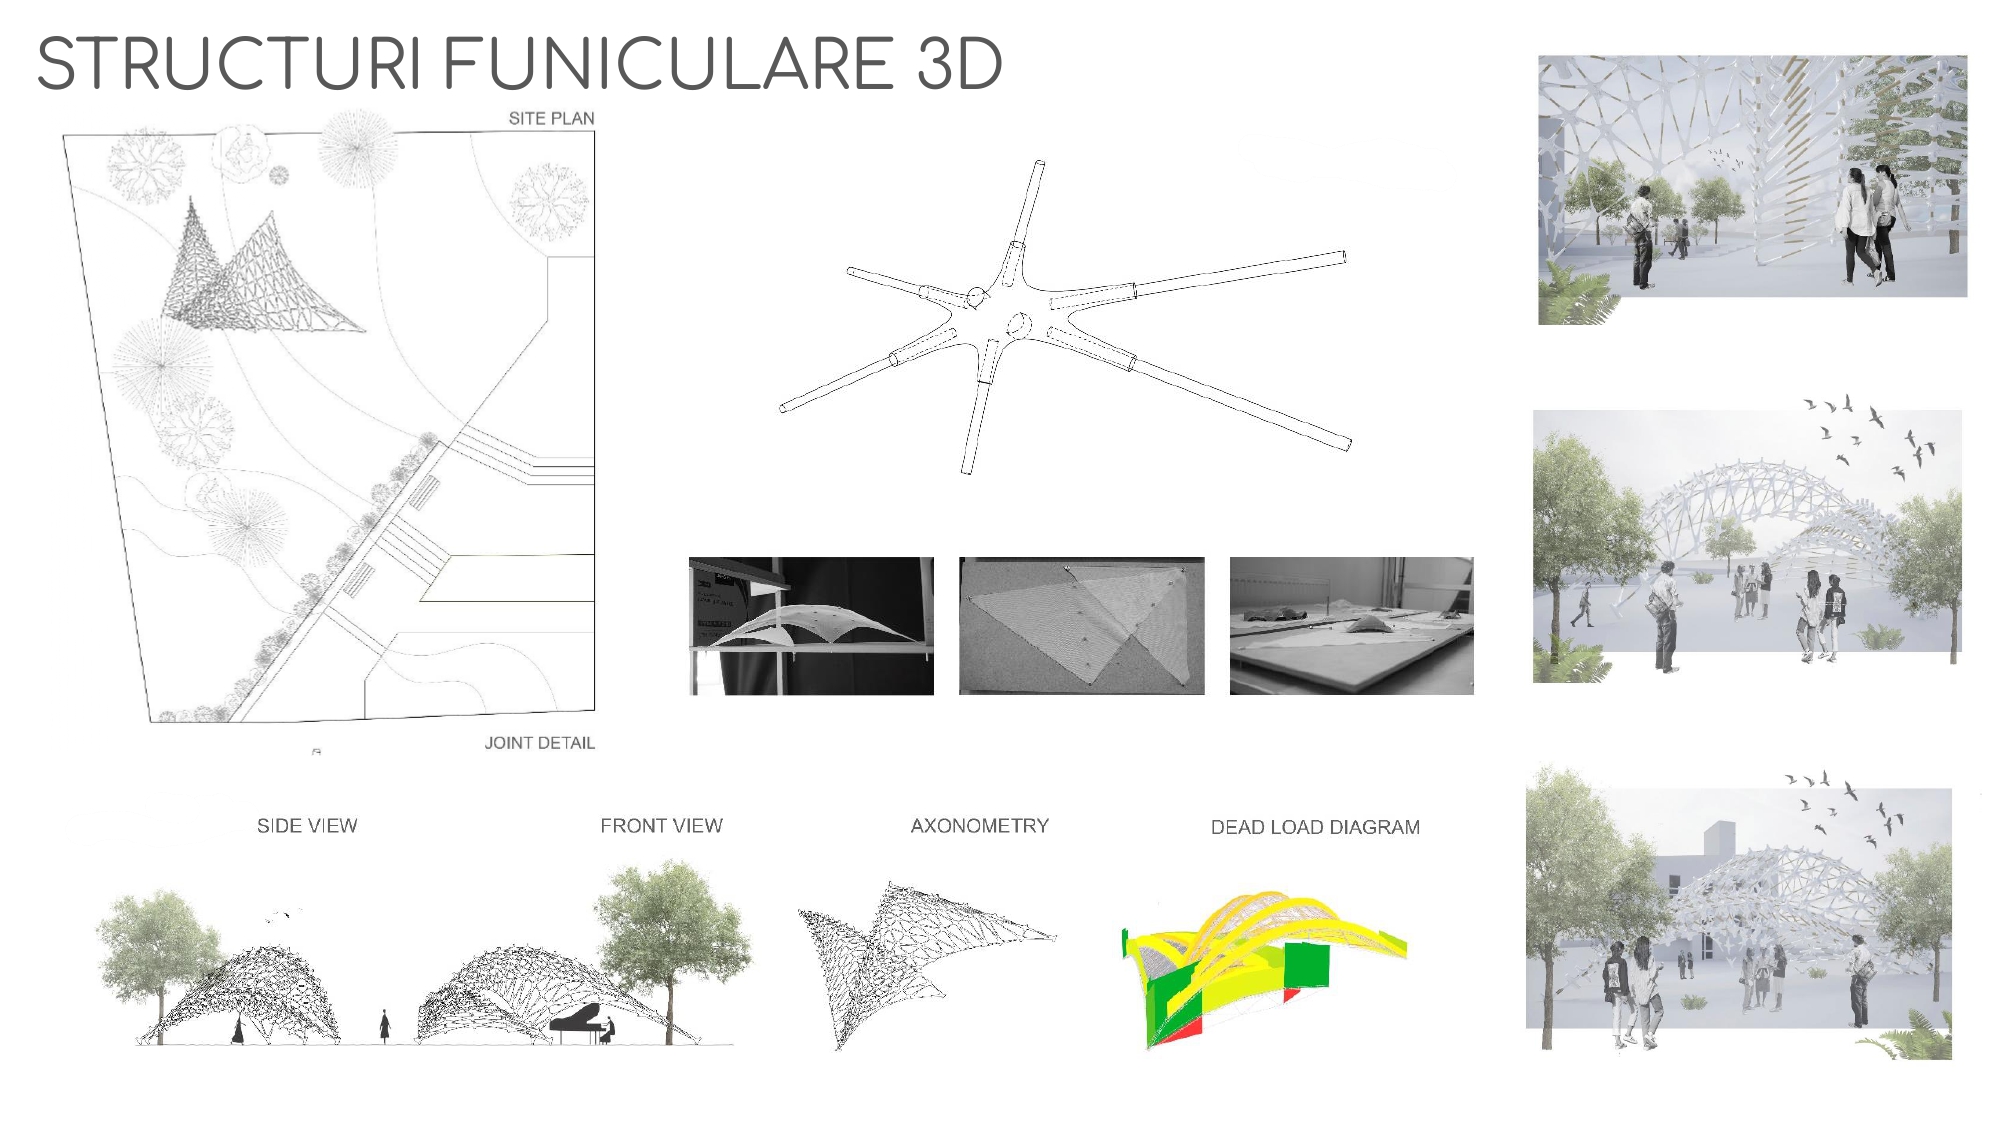 STRUCTURI FUNICULARE 3D
SITE PLAN
JOINT DETAIL
SIDE VIEW
FRONT VIEW
AXONOMETRY
DEAD LOAD DIAGRAM